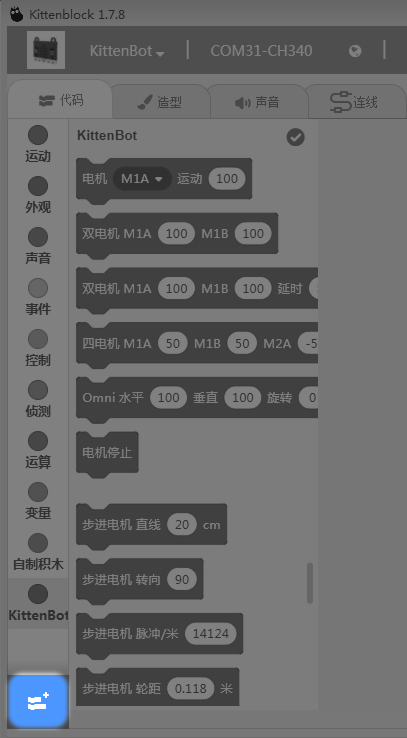 Kittenblock 1.7.8
KittenBot COM31-CH340
代码 造型 声音 连线
运动
外观
声音
事件
控制
侦测
运算
变量
自制积木
KittenBot
KittenBot
电机 M1A 运动 100
双电机 M1A 100 M1B 100
双电机 M1A 100 M1B 100 延时
四电机 M1A 50 M1B 50 M2A -5
Omni 水平 100 垂直 100 旋转 0
电机停止
步进电机 直线 20 cm
步进电机 转向 90
步进电机 脉冲/米 14124
步进电机 轮距 0.118 米